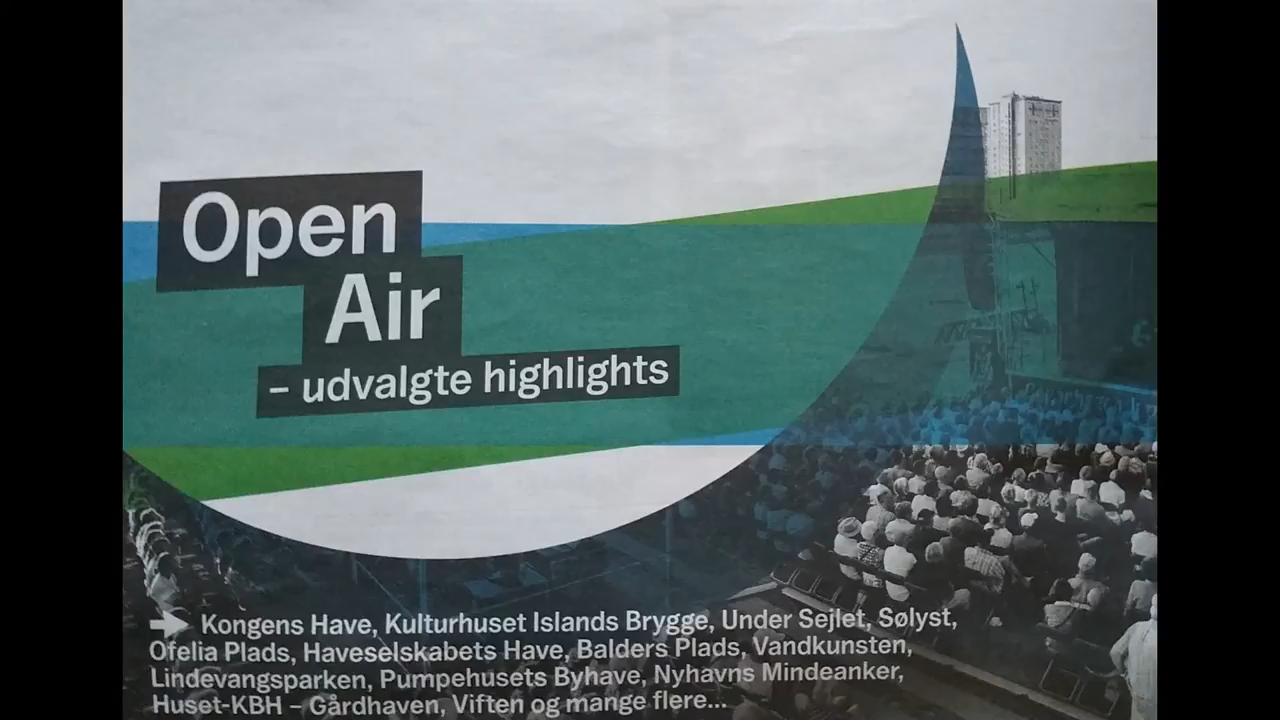 Open
Air
– udvalgte highlights
Kongens Have, Kulturhuset Islands Brygge, Under Sejlet, Sølyst,
Ofelia Plads, Haveselskabets Have, Balders Plads, Vandkunsten,
Lindevangsparken, Pumpehusets Byhave, Nyhavns Mindeanker,
Huset-KBH – Gårdhaven, Viften og mange flere...